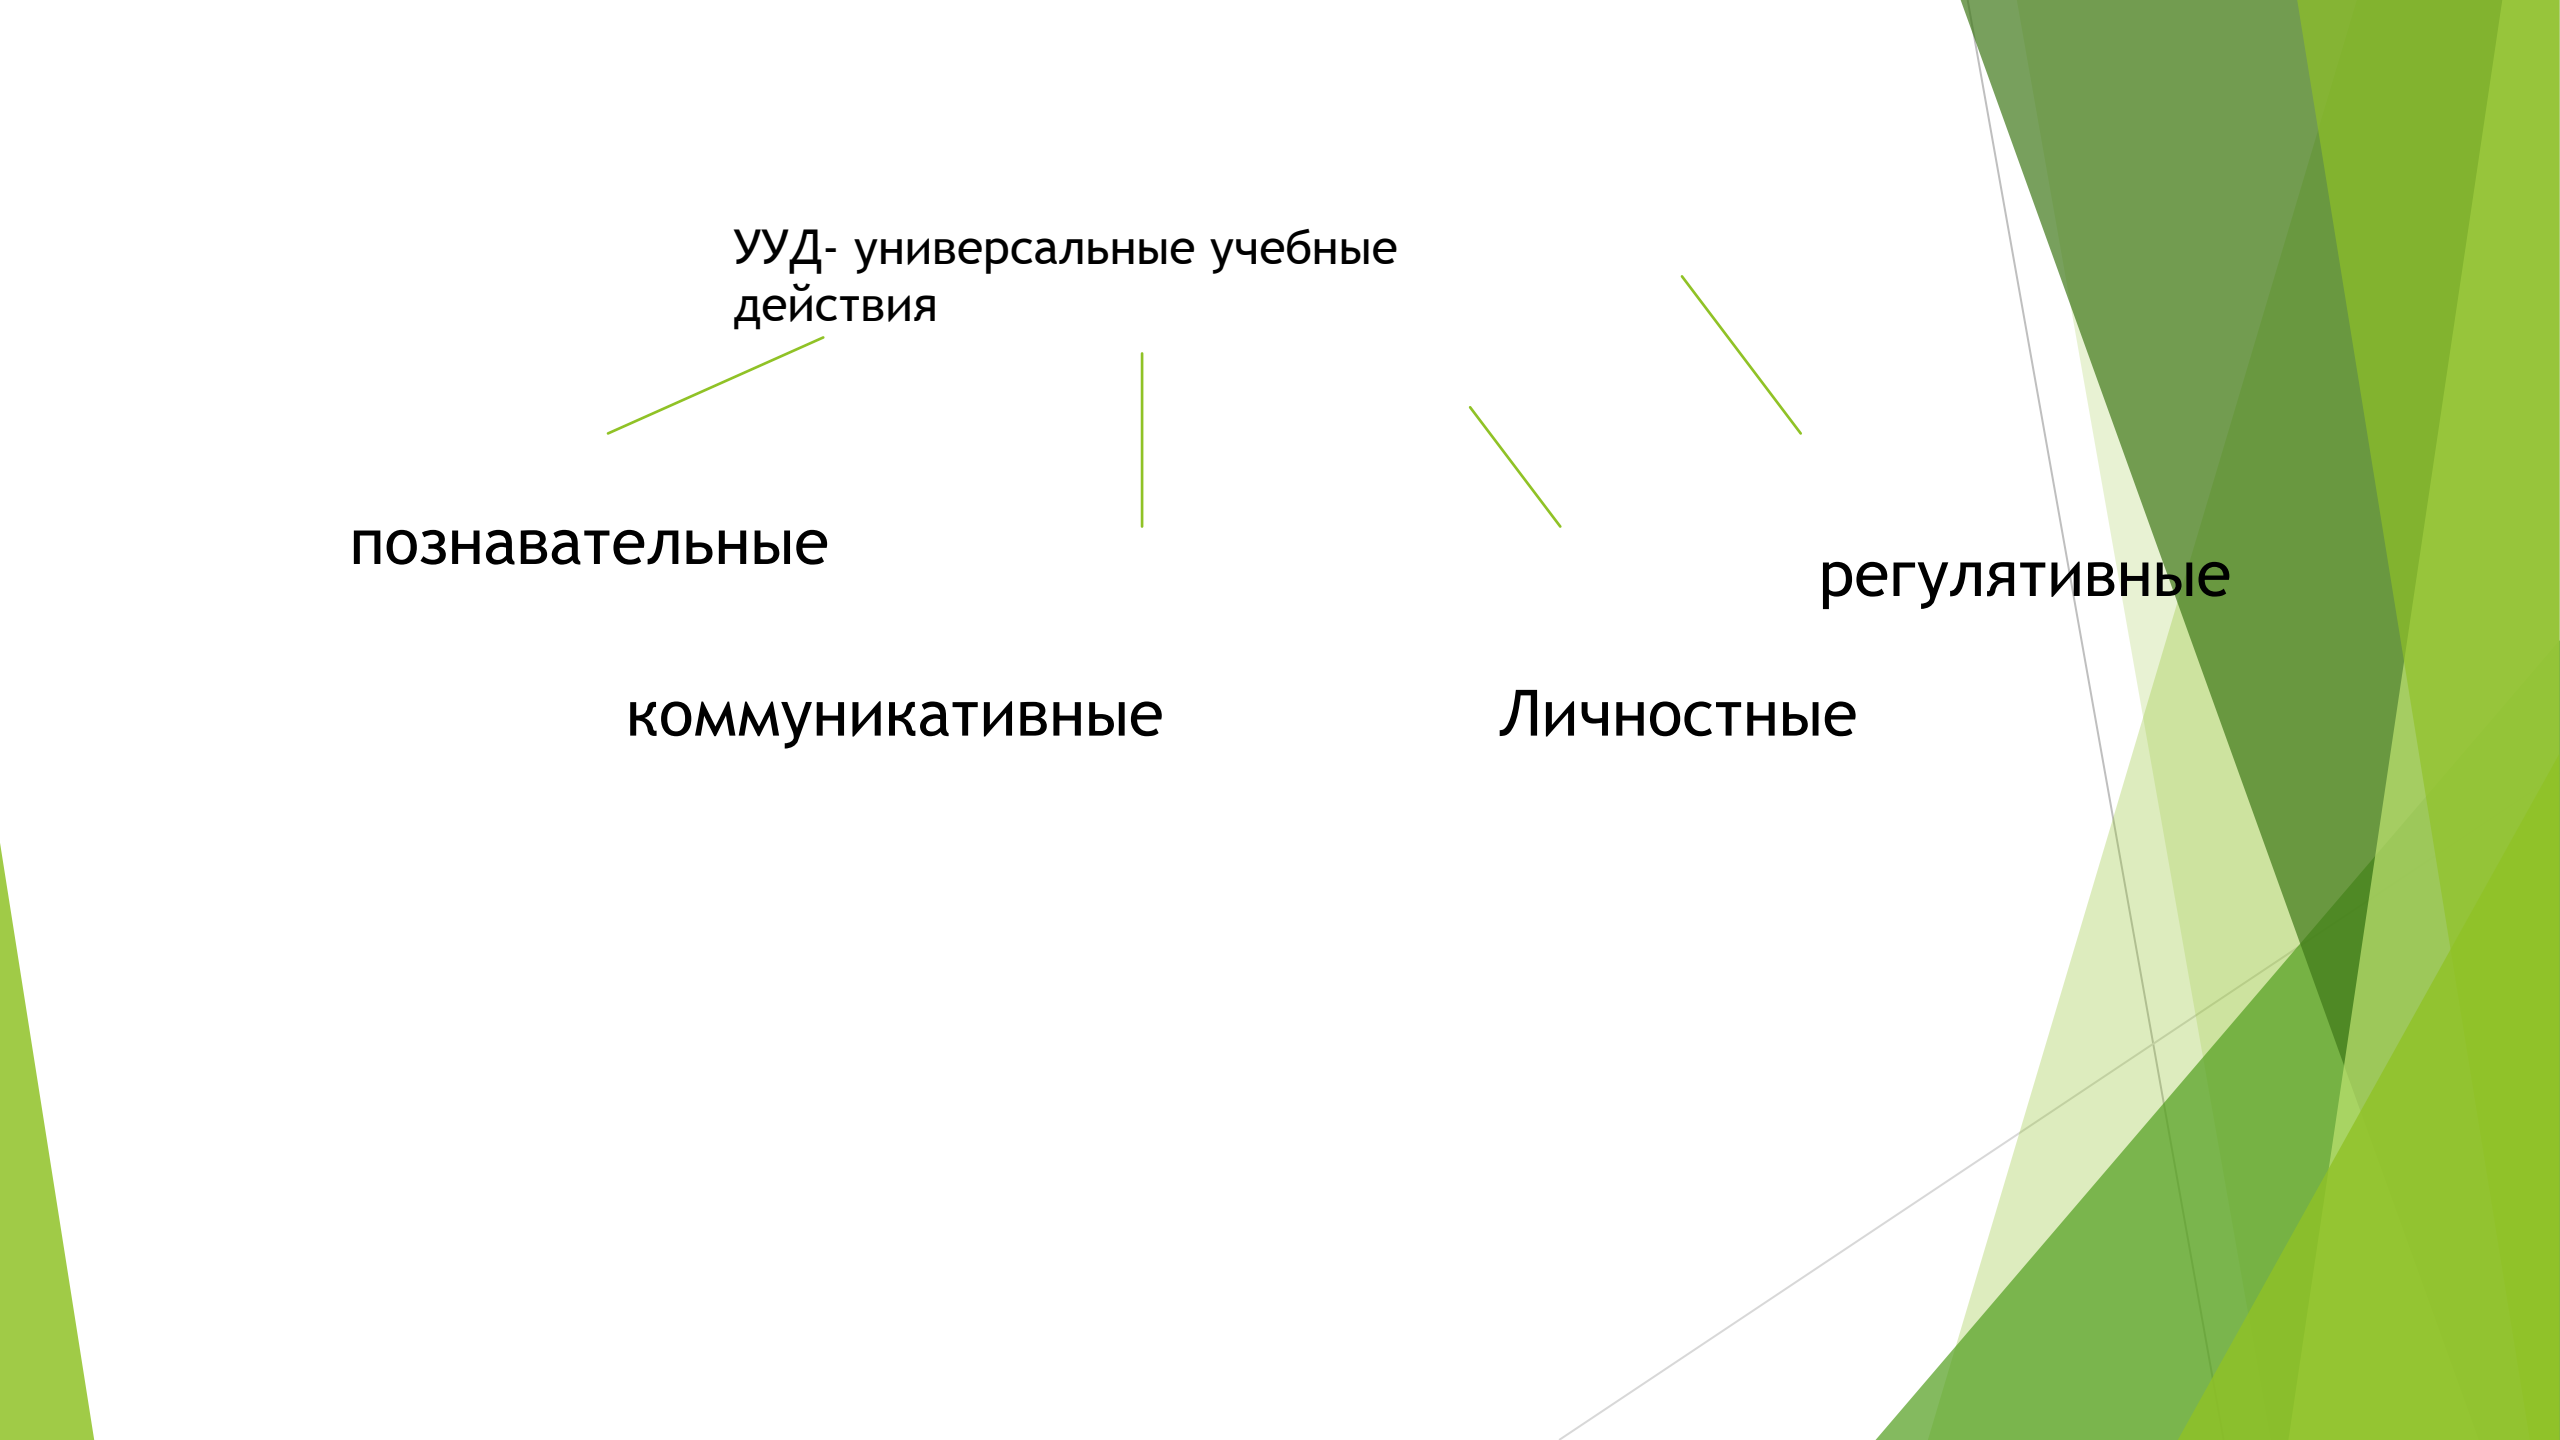 УУД- универсальные учебные
действия
познавательные
регулятивные
коммуникативные
Личностные